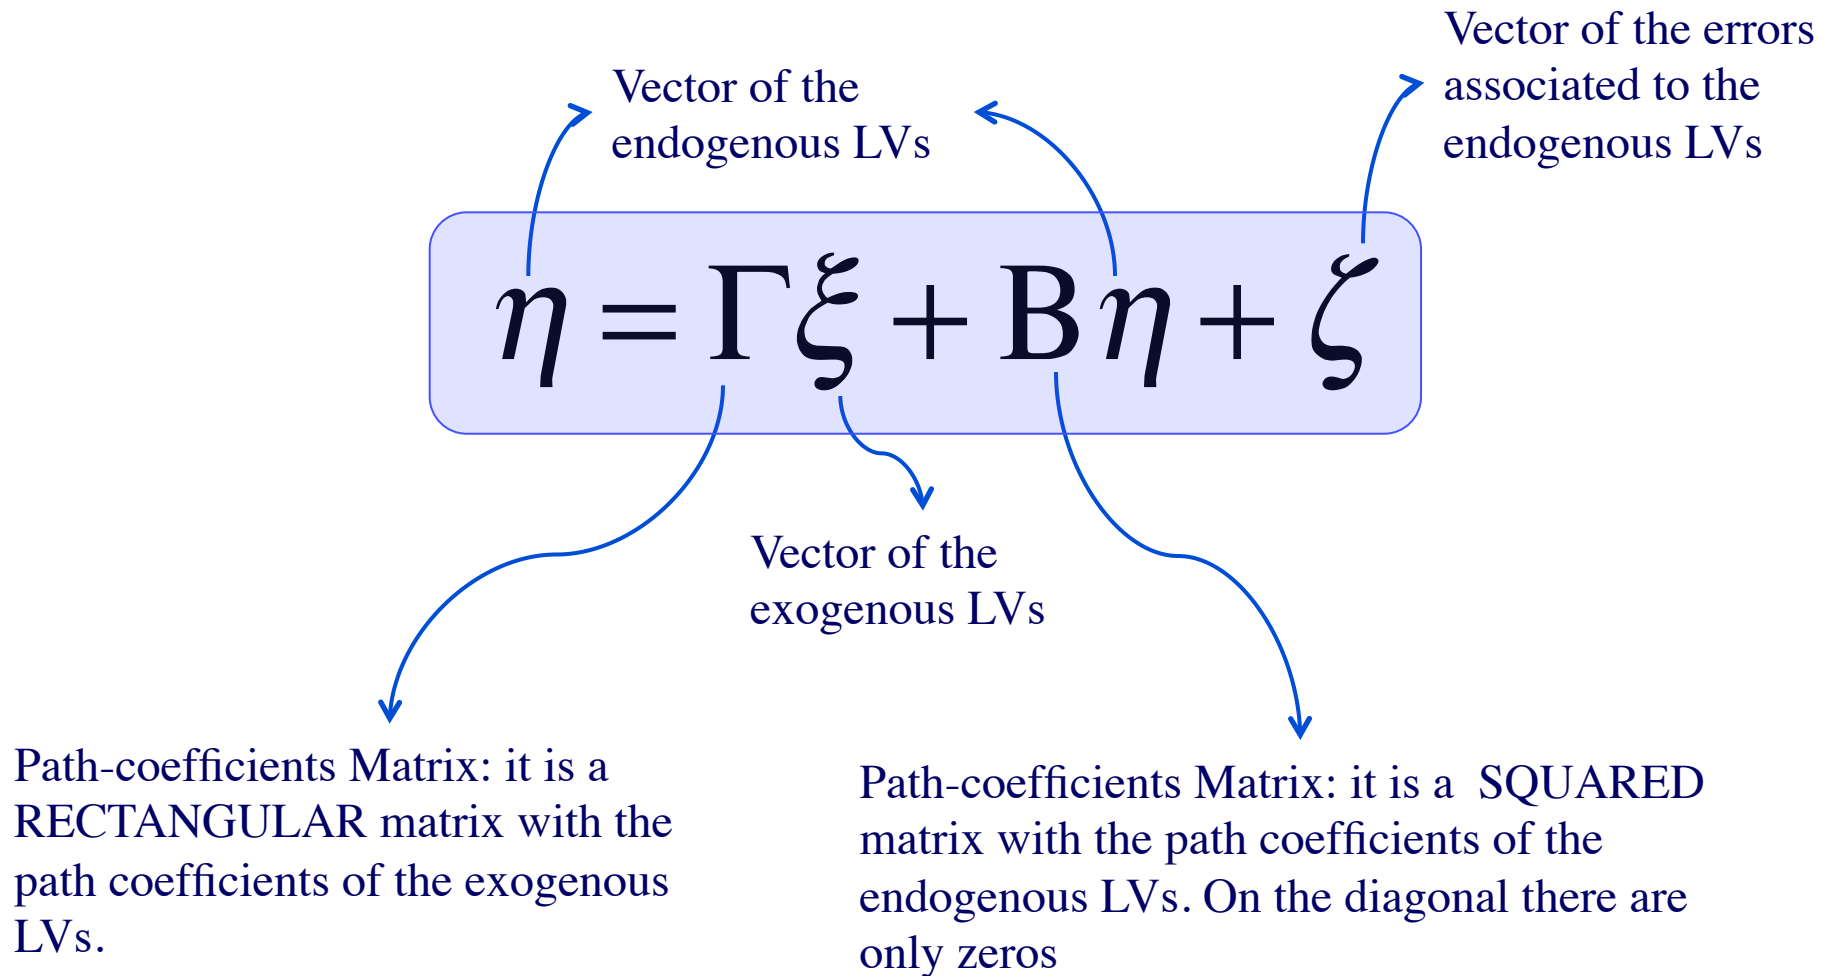 Vector of the errors
associated to the
endogenous LVs
Vector of the
endogenous LVs
η = Γξ + Βη + ζ
Vector of the
exogenous LVs
Path-coefficients Matrix: it is a
RECTANGULAR matrix with the
path coefficients of the exogenous
LVs.
Path-coefficients Matrix: it is a SQUARED
matrix with the path coefficients of the
endogenous LVs. On the diagonal there are
only zeros